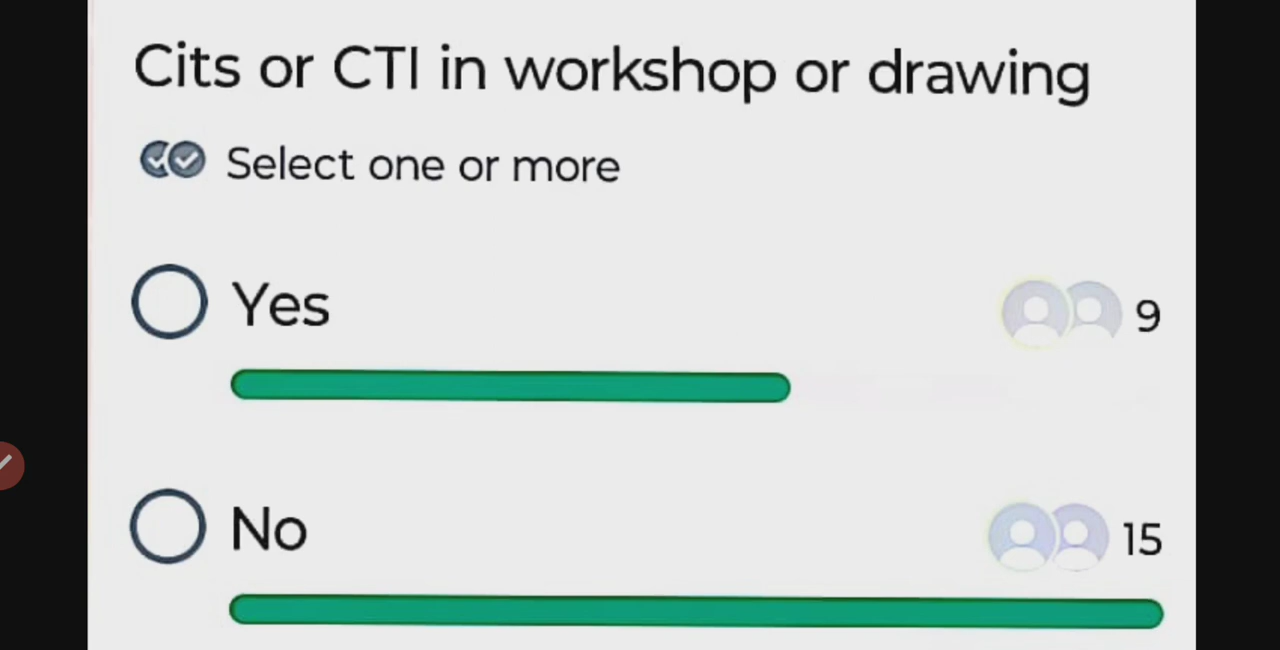 Cits or CTI in workshop or drawing
Select one or more
Yes
9
No
15